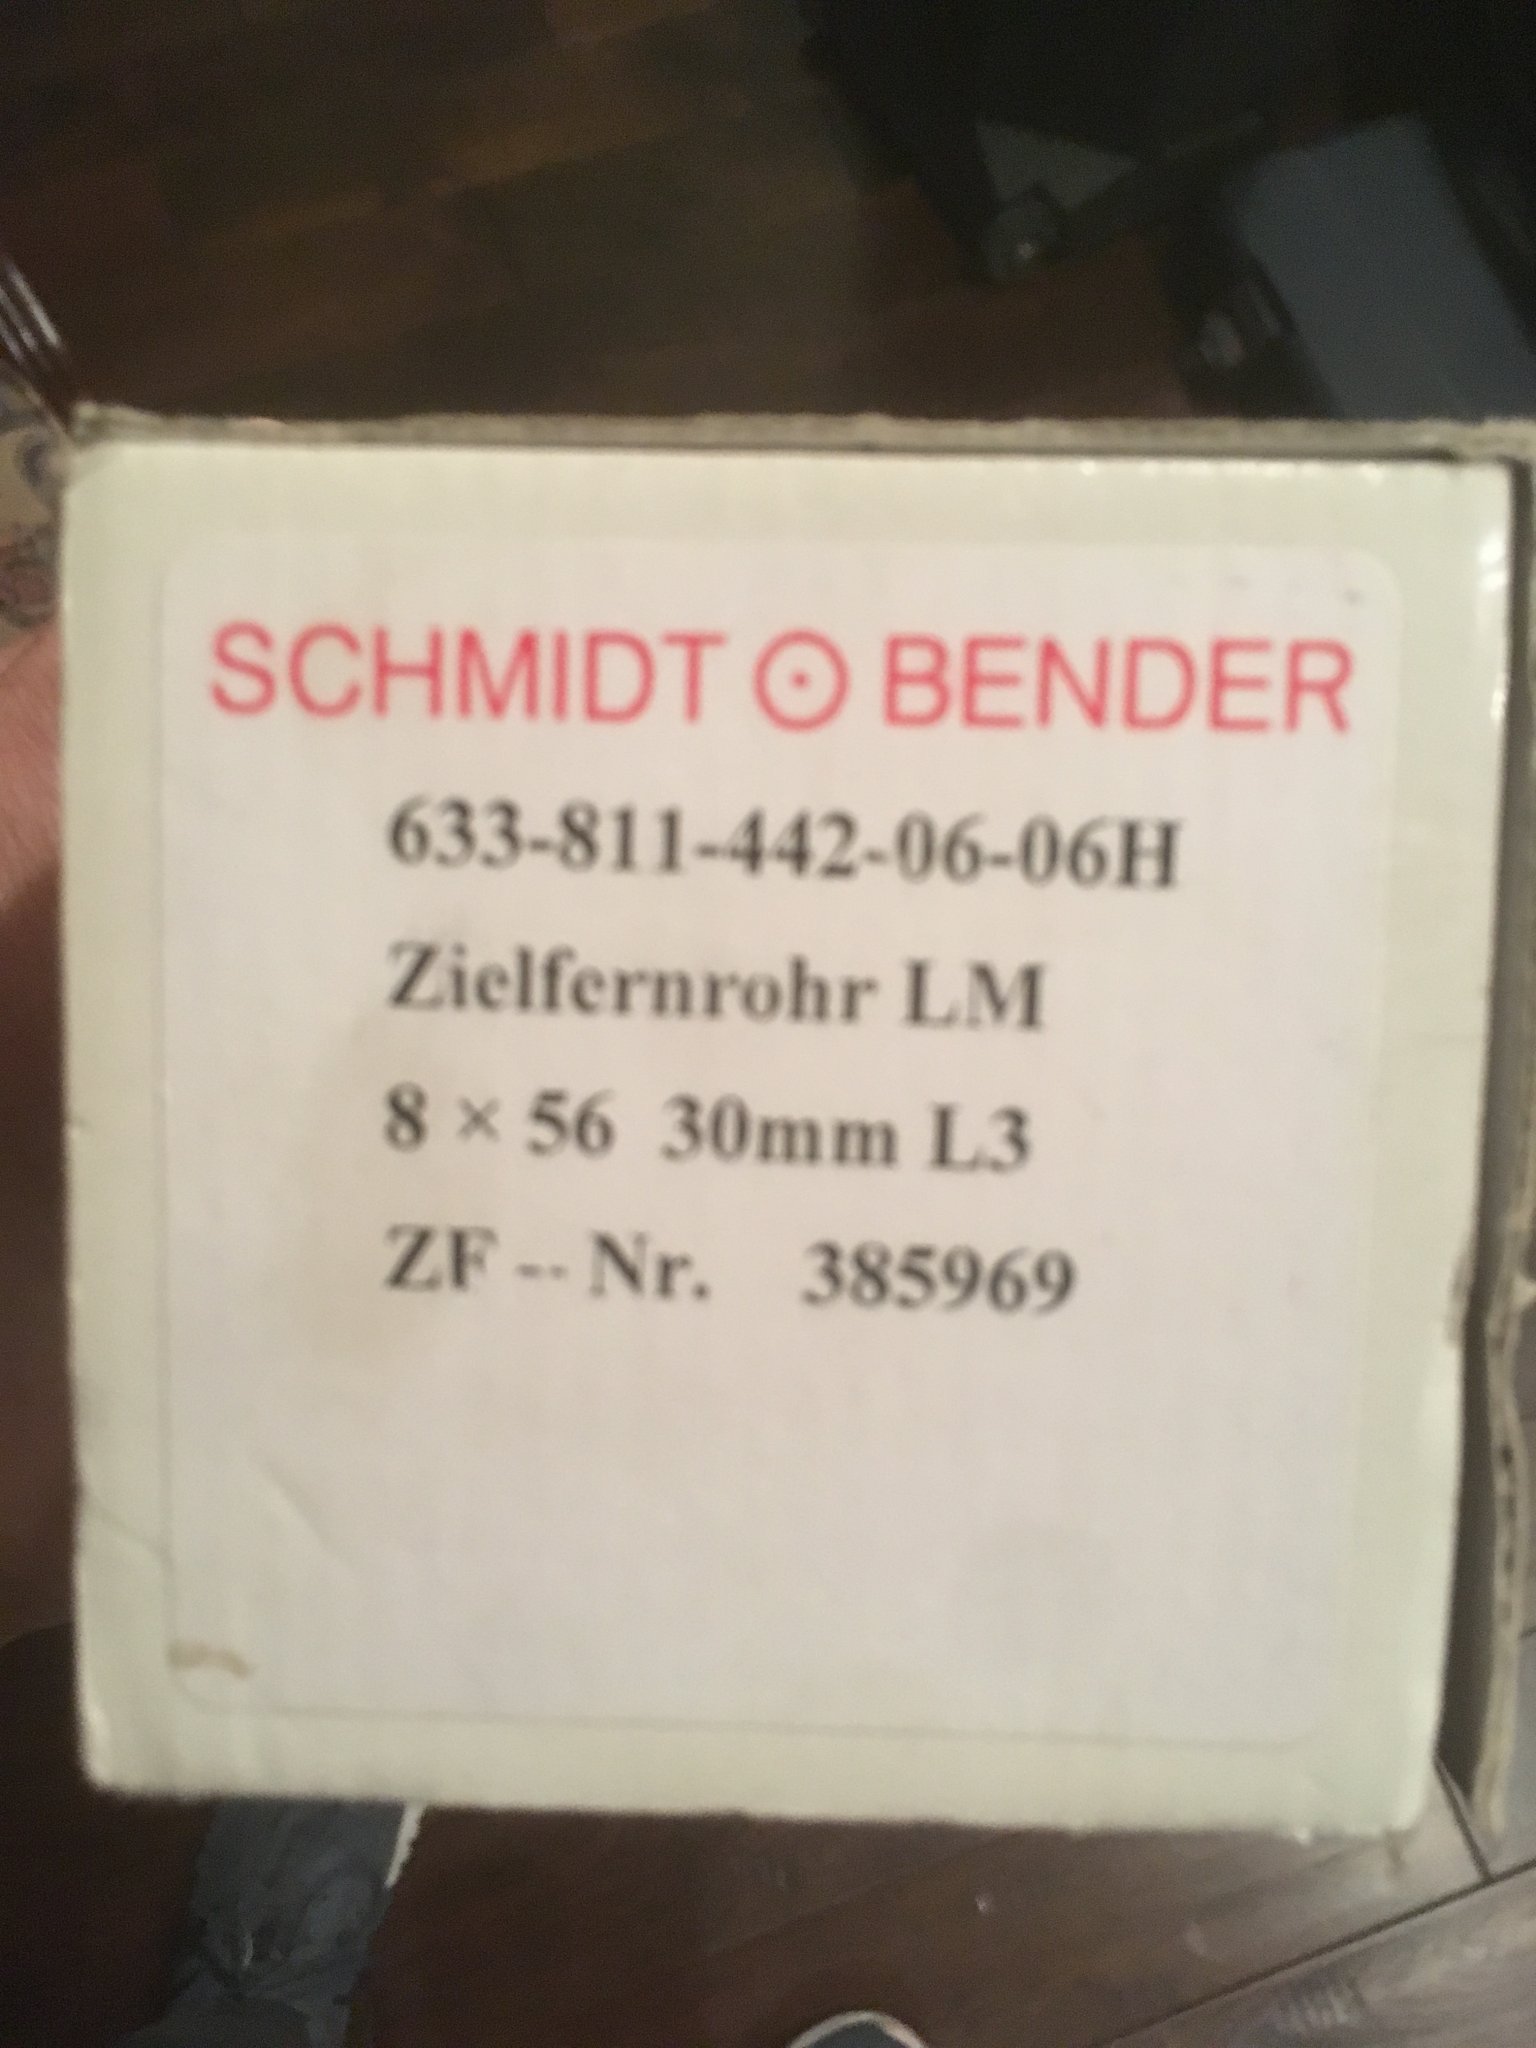 SCHMIDT BENDER
633-811-442-06-06H
Zielfernrohr LM
8 × 56 30mm L3
ZF -- Nr. 385969